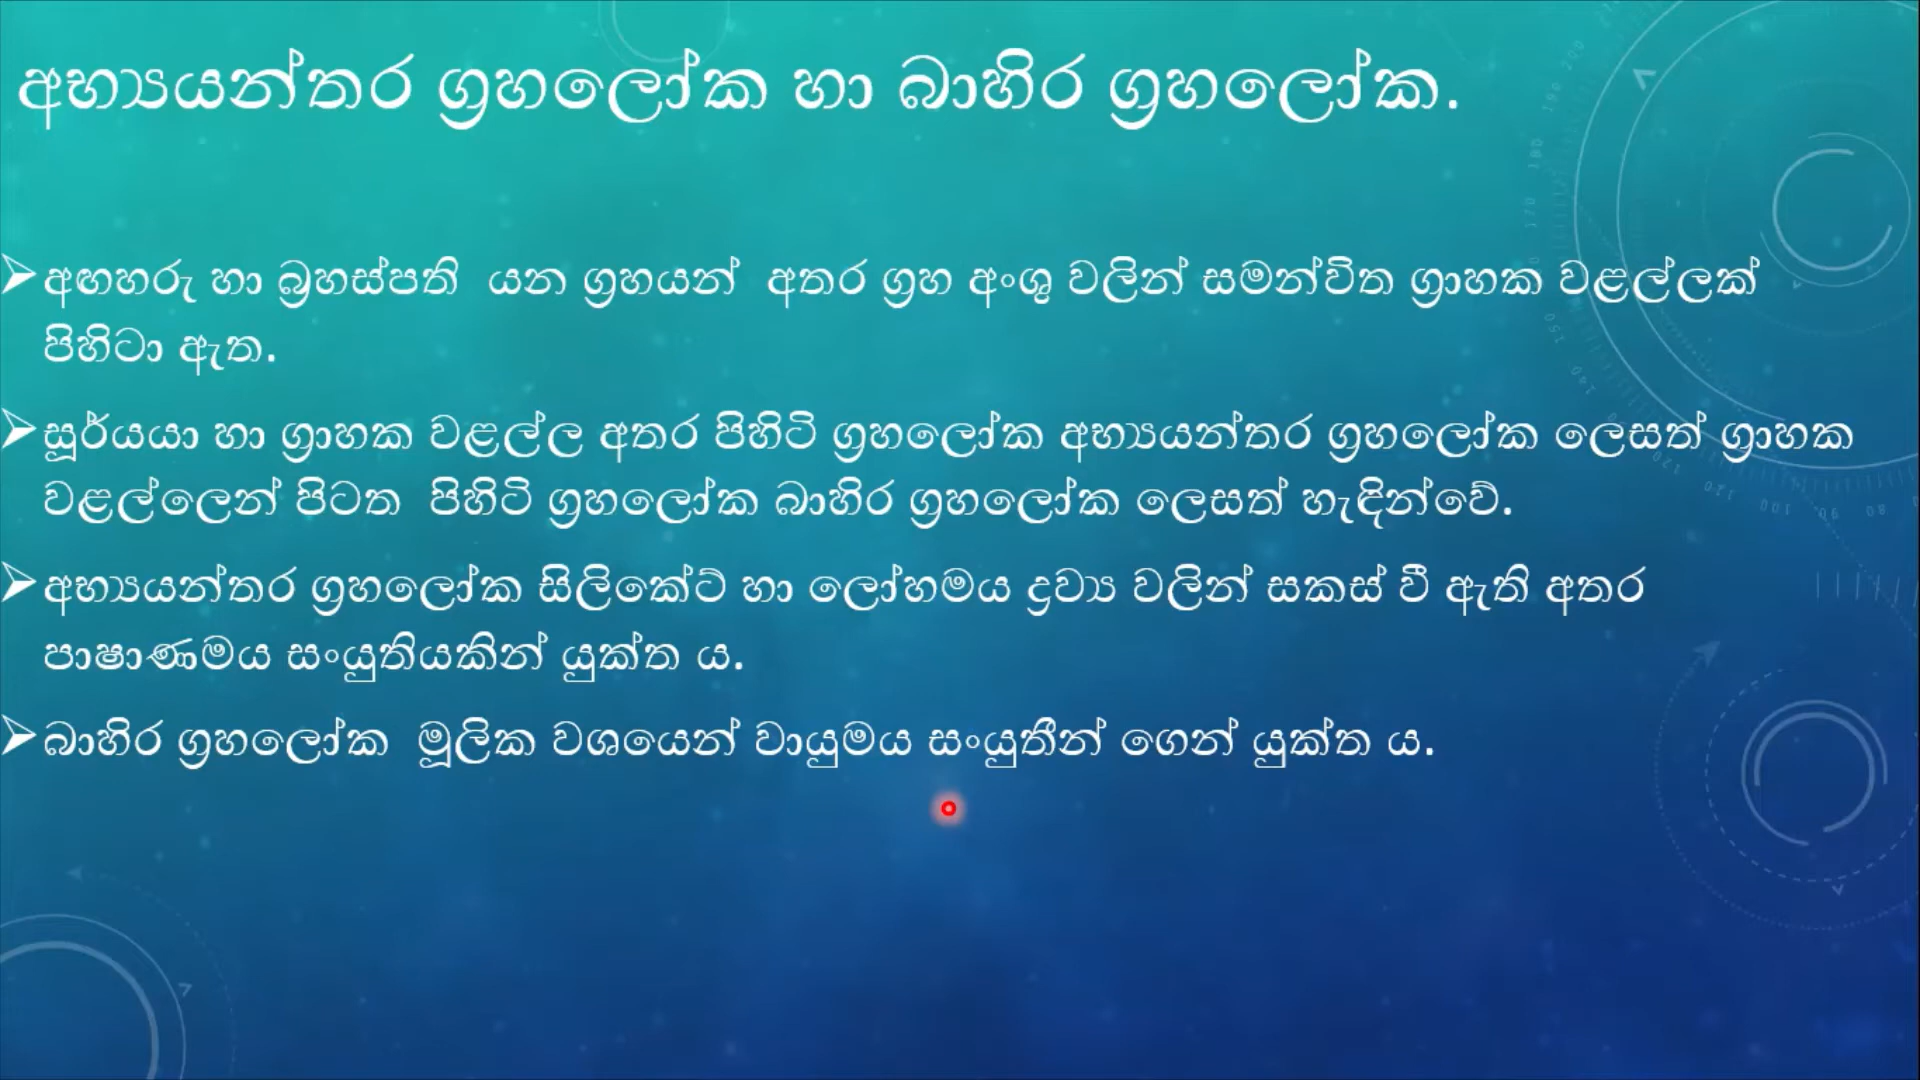 අභ්‍යයන්තර ග්‍රහලෝක හා බාහිර ග්‍රහලෝක.
➢අඟහරු හා බ්‍රහස්පති යන ග්‍රහයන් අතර ග්‍රහ අංශු වලින් සමන්විත ග්‍රාහක වළල්ලක්
පිහිටා ඇත.
➢සූර්යයා හා ග්‍රාහක වළල්ල අතර පිහිටි ග්‍රහලෝක අභ්‍යයන්තර ග්‍රහලෝක ලෙසත් ග්‍රාහක
වළල්ලෙන් පිටත පිහිටි ග්‍රහලෝක බාහිර ග්‍රහලෝක ලෙසත් හැඳින්වේ.
➢අභ්‍යයන්තර ග්‍රහලෝක සිලිකේට් හා ලෝහමය ද්‍රව්‍ය වලින් සකස් වී ඇති අතර
පාෂාණමය සංයුතියකින් යුක්ත ය.
➢බාහිර ග්‍රහලෝක මූලික වශයෙන් වායුමය සංයුතීන් ගෙන් යුක්ත ය.